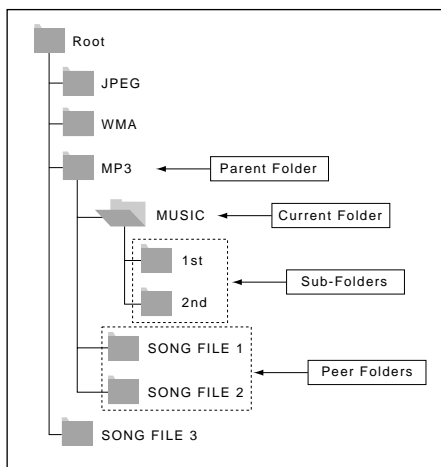 Root
JPEG
WMA
MP3
Parent Folder
MUSIC
Current Folder
1st
Sub-Folders
2nd
SONG FILE 1
Peer Folders
SONG FILE 2
SONG FILE 3